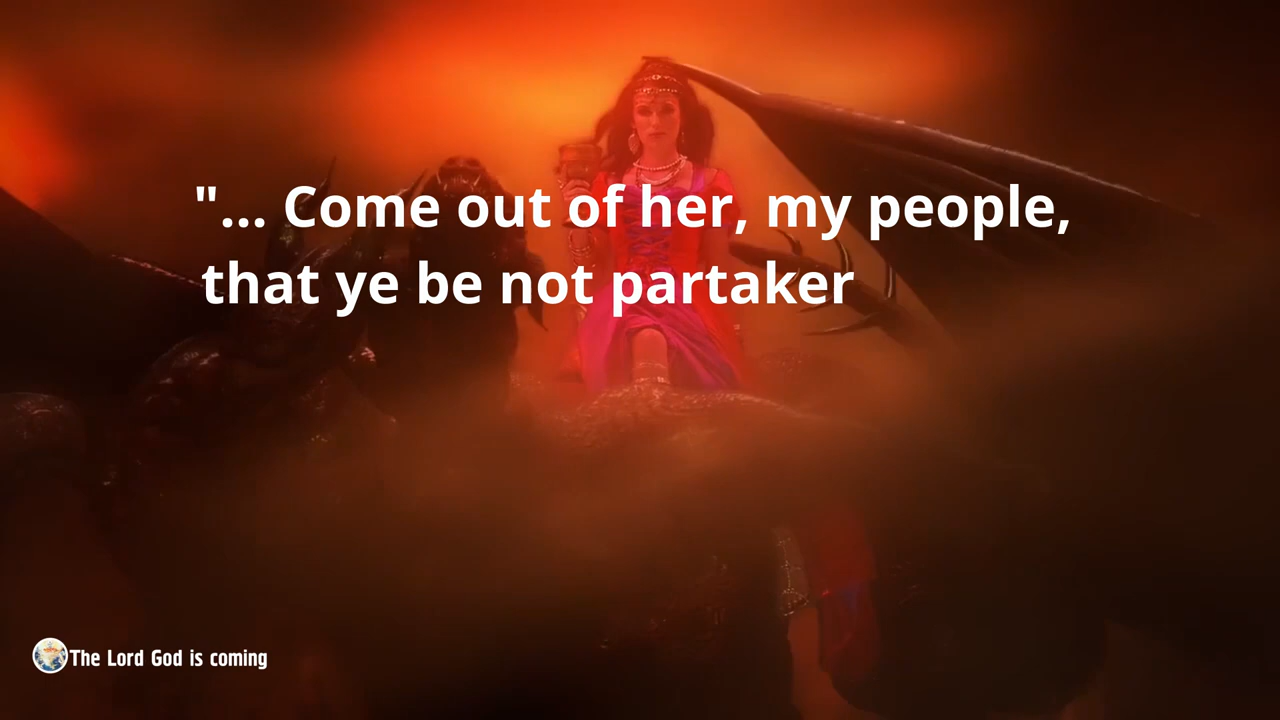 "... Come out of her, my people,
that ye be not partaker
The Lord God is coming